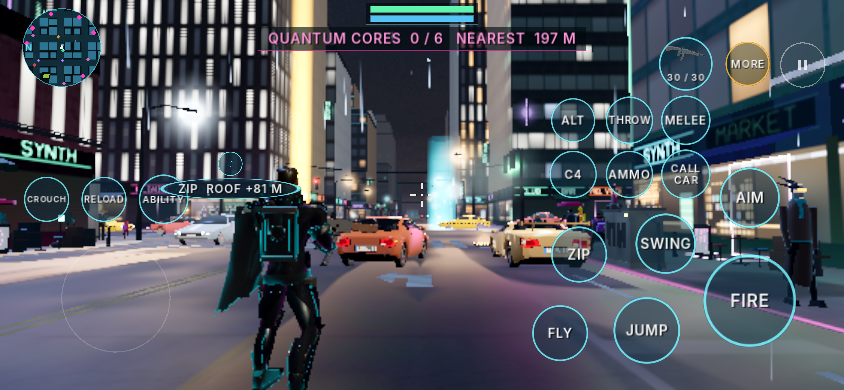 N
QUANTUM CORES 0 / 6 NEAREST 197 M
30 / 30
MORE
ALT
THROW
MELEE
MARKET
SYNTH
SYNTH
C4
AMMO
CALL
CAR
CROUCH
RELOAD
ABILITY
ZIP ROOF +81 M
AIM
ZIP
SWING
FIRE
FLY
JUMP